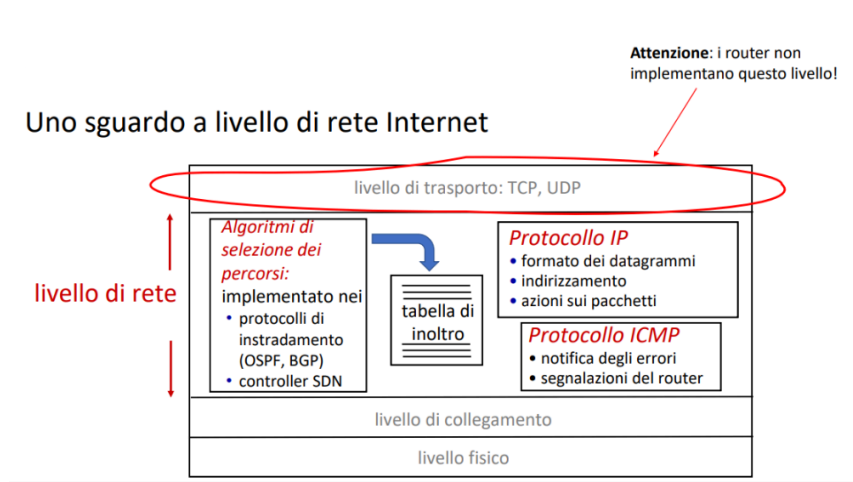 Attenzione: i router non
implementano questo livello!
Uno sguardo a livello di rete Internet
livello di trasporto: TCP, UDP
livello di rete
Algoritmi di
selezione dei
percorsi:
implementato nei
• protocolli di
instradamento
(OSPF, BGP)
• controller SDN
tabella di
inoltro
Protocollo IP
• formato dei datagrammi
• indirizzamento
• azioni sui pacchetti
Protocollo ICMP
• notifica degli errori
• segnalazioni del router
livello di collegamento
livello fisico